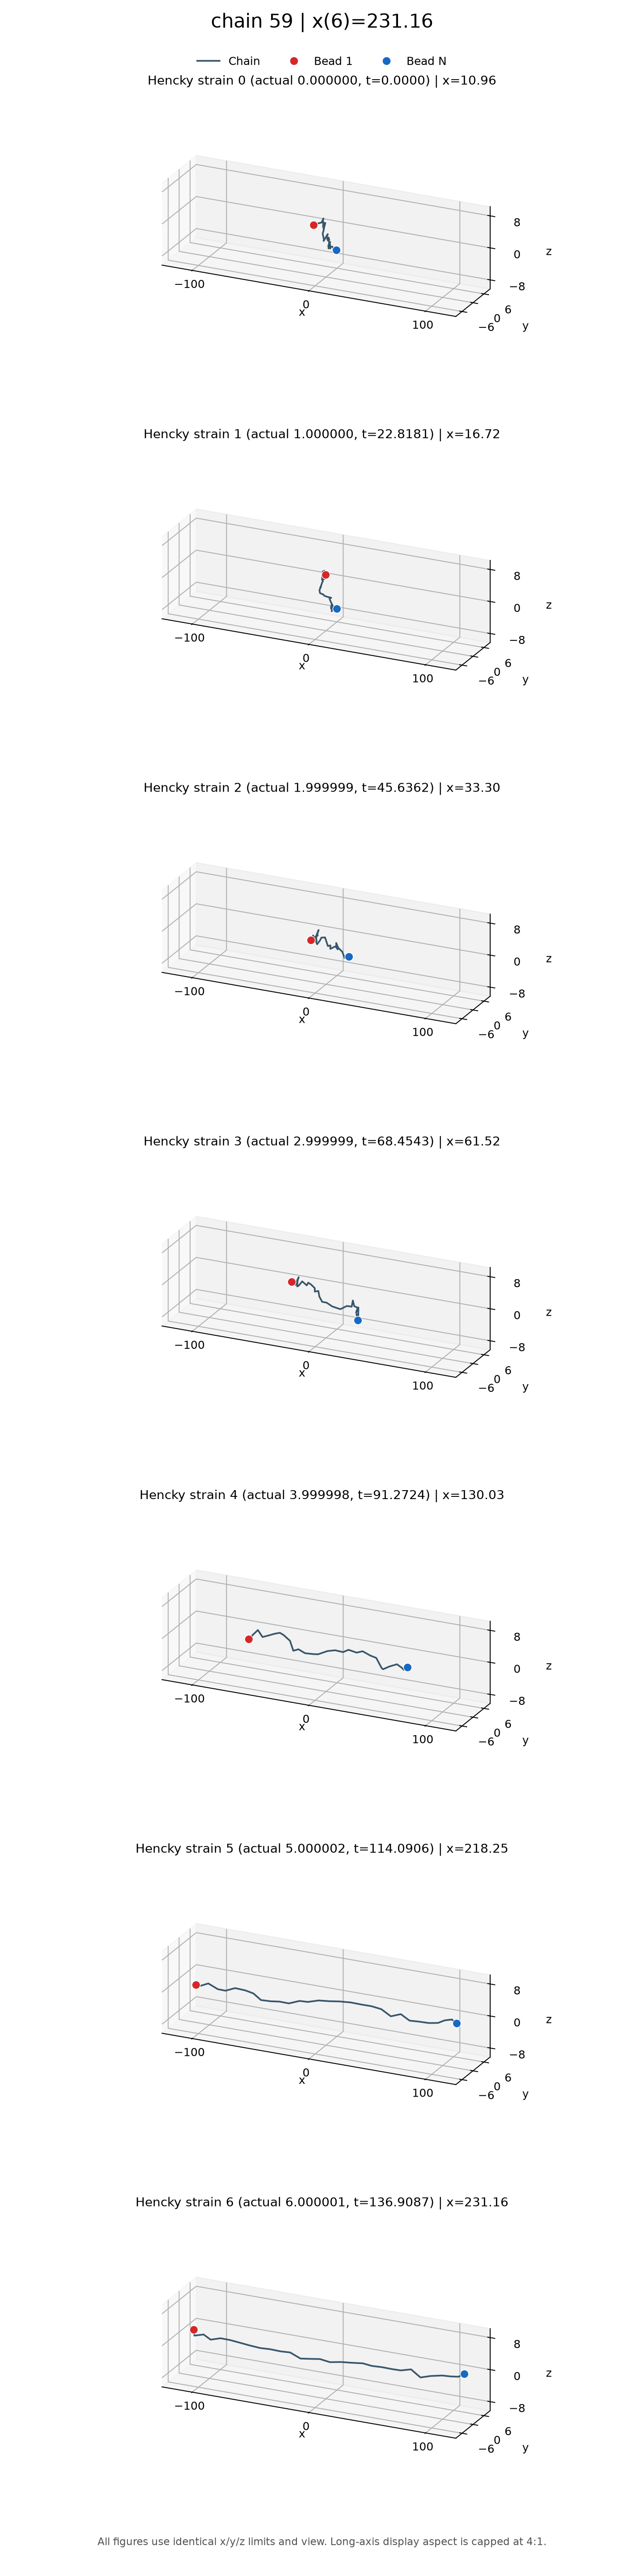 chain 59 | x(6)=231.16
Chain Bead 1 Bead N
Hencky strain 0 (actual 0.000000, t=0.0000) | x=10.96
8
0
−8
z
−100
0
100
x
−6
0
6
y
Hencky strain 1 (actual 1.000000, t=22.8181) | x=16.72
8
0
−8
z
−100
0
100
x
−6
0
6
y
Hencky strain 2 (actual 1.999999, t=45.6362) | x=33.30
8
0
−8
z
−100
0
100
x
−6
0
6
y
Hencky strain 3 (actual 2.999999, t=68.4543) | x=61.52
8
0
−8
z
−100
0
100
x
−6
0
6
y
Hencky strain 4 (actual 3.999998, t=91.2724) | x=130.03
8
0
−8
z
−100
0
100
x
−6
0
6
y
Hencky strain 5 (actual 5.000002, t=114.0906) | x=218.25
8
0
−8
z
−100
0
100
x
−6
0
6
y
Hencky strain 6 (actual 6.000001, t=136.9087) | x=231.16
8
0
−8
z
−100
0
100
x
−6
0
6
y
All figures use identical x/y/z limits and view. Long-axis display aspect is capped at 4:1.